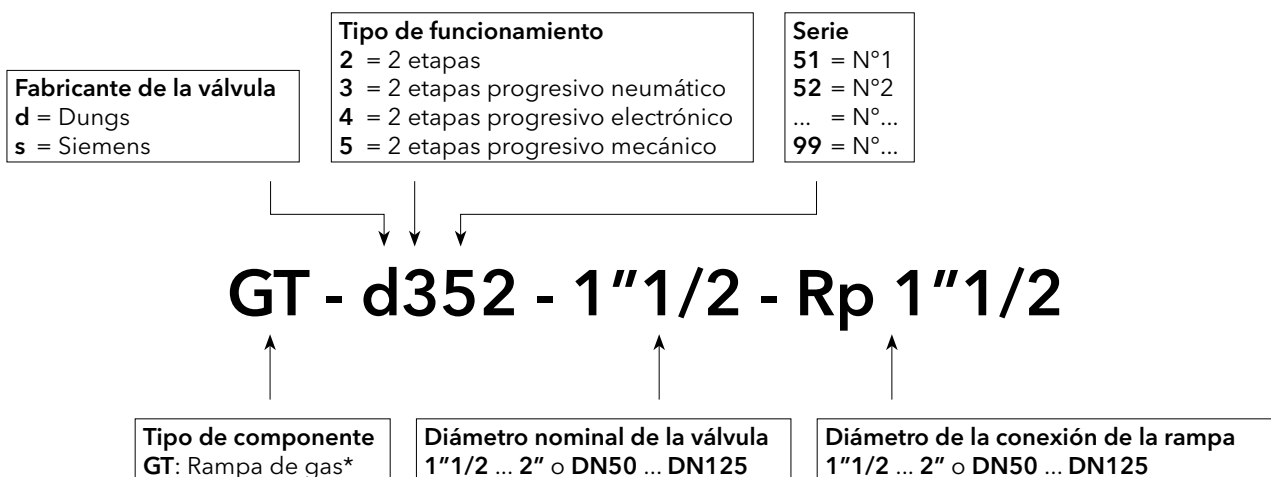 Fabricante de la válvula
d = Dungs
s = Siemens
Tipo de funcionamiento
2 = 2 etapas
3 = 2 etapas progresivo neumático
4 = 2 etapas progresivo electrónico
5 = 2 etapas progresivo mecánico
Serie
51 = N°1
52 = N°2
... = N°...
99 = N°...
GT - d352 - 1"1/2 - Rp 1"1/2
Tipo de componente
GT: Rampa de gas*
Diámetro nominal de la válvula
1"1/2 ... 2" o DN50 ... DN125
Diámetro de la conexión de la rampa
1"1/2 ... 2" o DN50 ... DN125